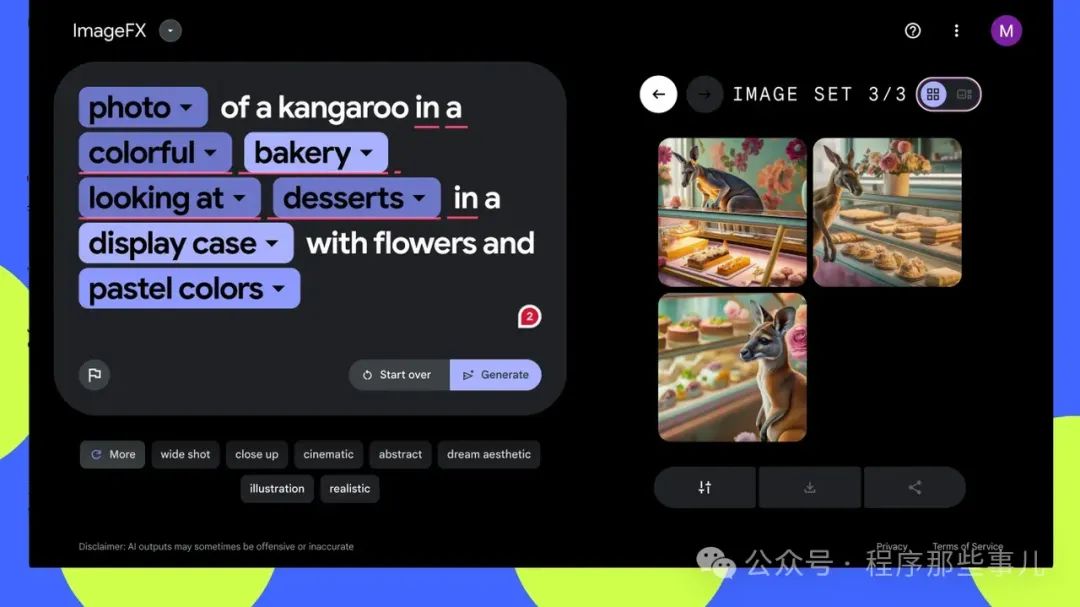 ImageFX
M
photo of a kangaroo in a
colorful bakery
looking at desserts in a
display case with flowers and
pastel colors
2
Start over
Generate
More
wide shot
close up
cinematic
abstract
dream aesthetic
illustration
realistic
Disclaimer: AI outputs may sometimes be offensive or inaccurate
IMAGE SET 3/3
Privacy
Terms of Service
公众号 · 程序那些事儿